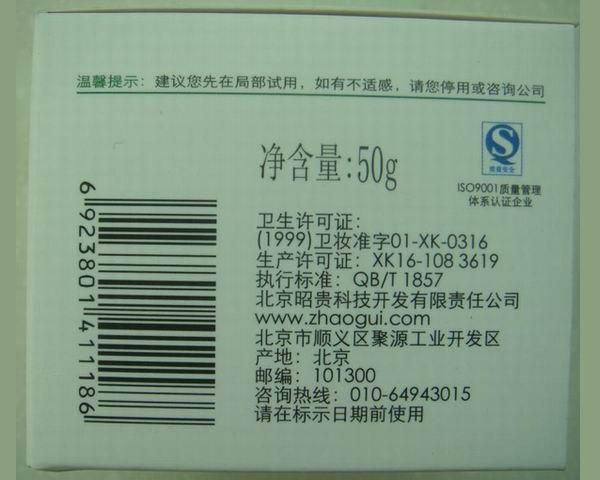 温馨提示：建议您先在局部试用，如有不适感，请您停用或咨询公司
净含量:50g
质量安全
ISO9001质量管理
体系认证企业
6923801411186
卫生许可证：
(1999)卫妆准字01-XK-0316
生产许可证：XK16-108 3619
执行标准：QB/T 1857
北京昭贵科技开发有限责任公司
www.zhaogui.com
北京市顺义区聚源工业开发区
产地：北京
邮编：101300
咨询热线：010-64943015
请在标示日期前使用